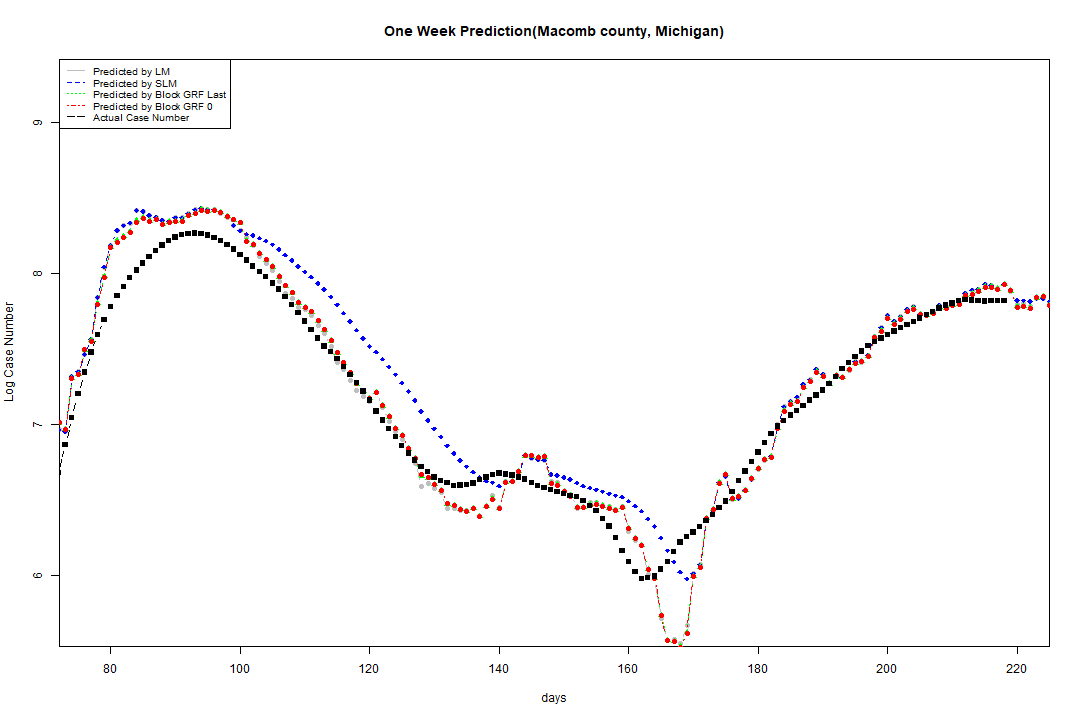 One Week Prediction(Macomb county, Michigan)
Predicted by LM
Predicted by SLM
Predicted by Block GRF Last
Predicted by Block GRF 0
Actual Case Number
9
8
7
6
Log Case Number
80 100 120 140 160 180 200 220
days